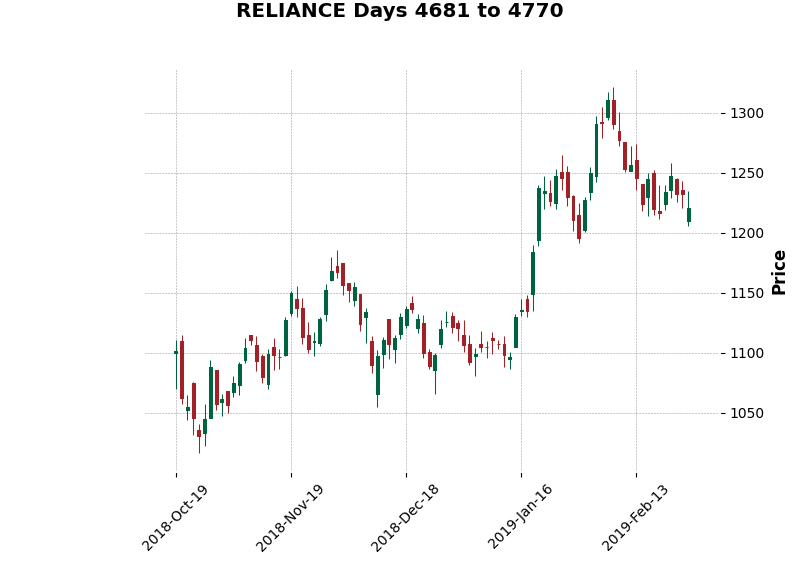 RELIANCE Days 4681 to 4770
1300
1250
1200
1150
1100
1050
Price
2018-Oct-19
2018-Nov-19
2018-Dec-18
2019-Jan-16
2019-Feb-13